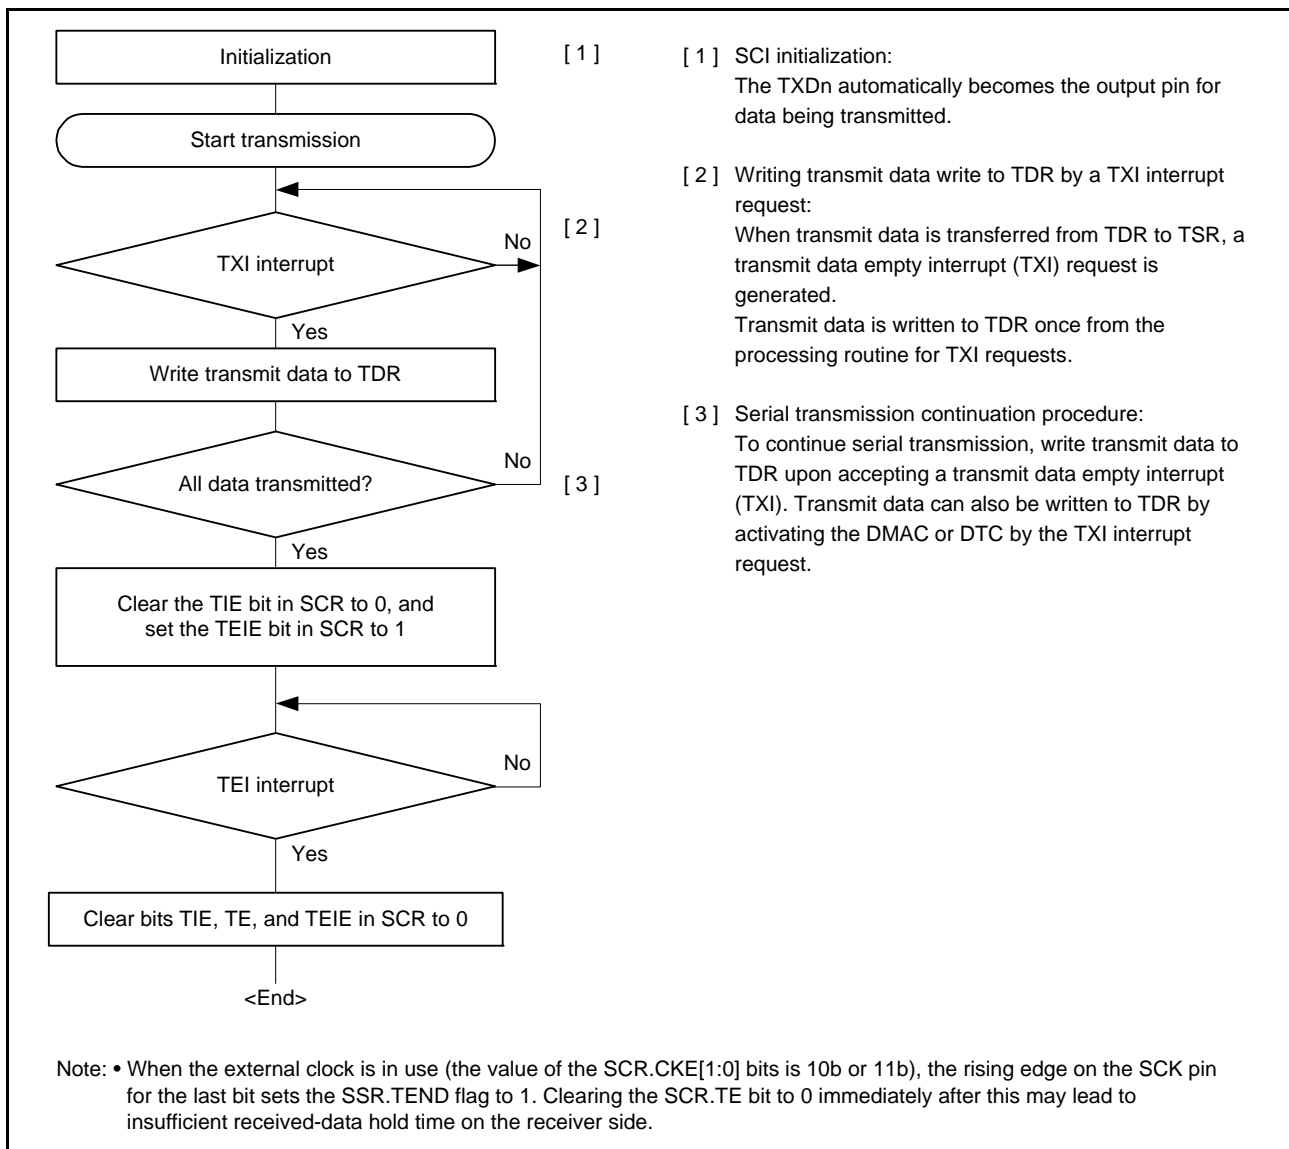 Initialization
[ 1 ]
Start transmission
[ 2 ]
No
TXI interrupt
Yes
Write transmit data to TDR
No
All data transmitted?
[ 3 ]
Yes
Clear the TIE bit in SCR to 0, and
set the TEIE bit in SCR to 1
No
TEI interrupt
Yes
Clear bits TIE, TE, and TEIE in SCR to 0
<End>
[ 1 ] SCI initialization:
The TXDn automatically becomes the output pin for
data being transmitted.
[ 2 ] Writing transmit data write to TDR by a TXI interrupt
request:
When transmit data is transferred from TDR to TSR, a
transmit data empty interrupt (TXI) request is
generated.
Transmit data is written to TDR once from the
processing routine for TXI requests.
[ 3 ] Serial transmission continuation procedure:
To continue serial transmission, write transmit data to
TDR upon accepting a transmit data empty interrupt
(TXI). Transmit data can also be written to TDR by
activating the DMAC or DTC by the TXI interrupt
request.
Note: • When the external clock is in use (the value of the SCR.CKE[1:0] bits is 10b or 11b), the rising edge on the SCK pin
for the last bit sets the SSR.TEND flag to 1. Clearing the SCR.TE bit to 0 immediately after this may lead to
insufficient received-data hold time on the receiver side.